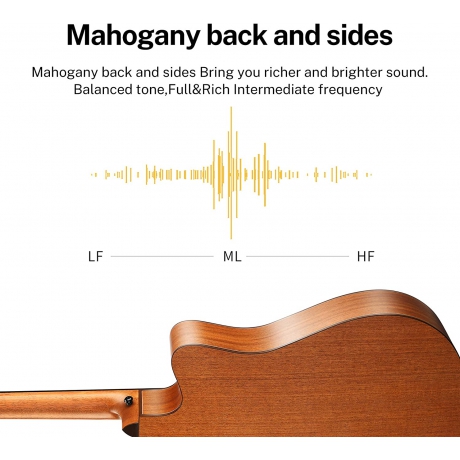 Mahogany back and sides
Mahogany back and sides Bring you richer and brighter sound.
Balanced tone,Full&Rich Intermediate frequency
LF ML HF